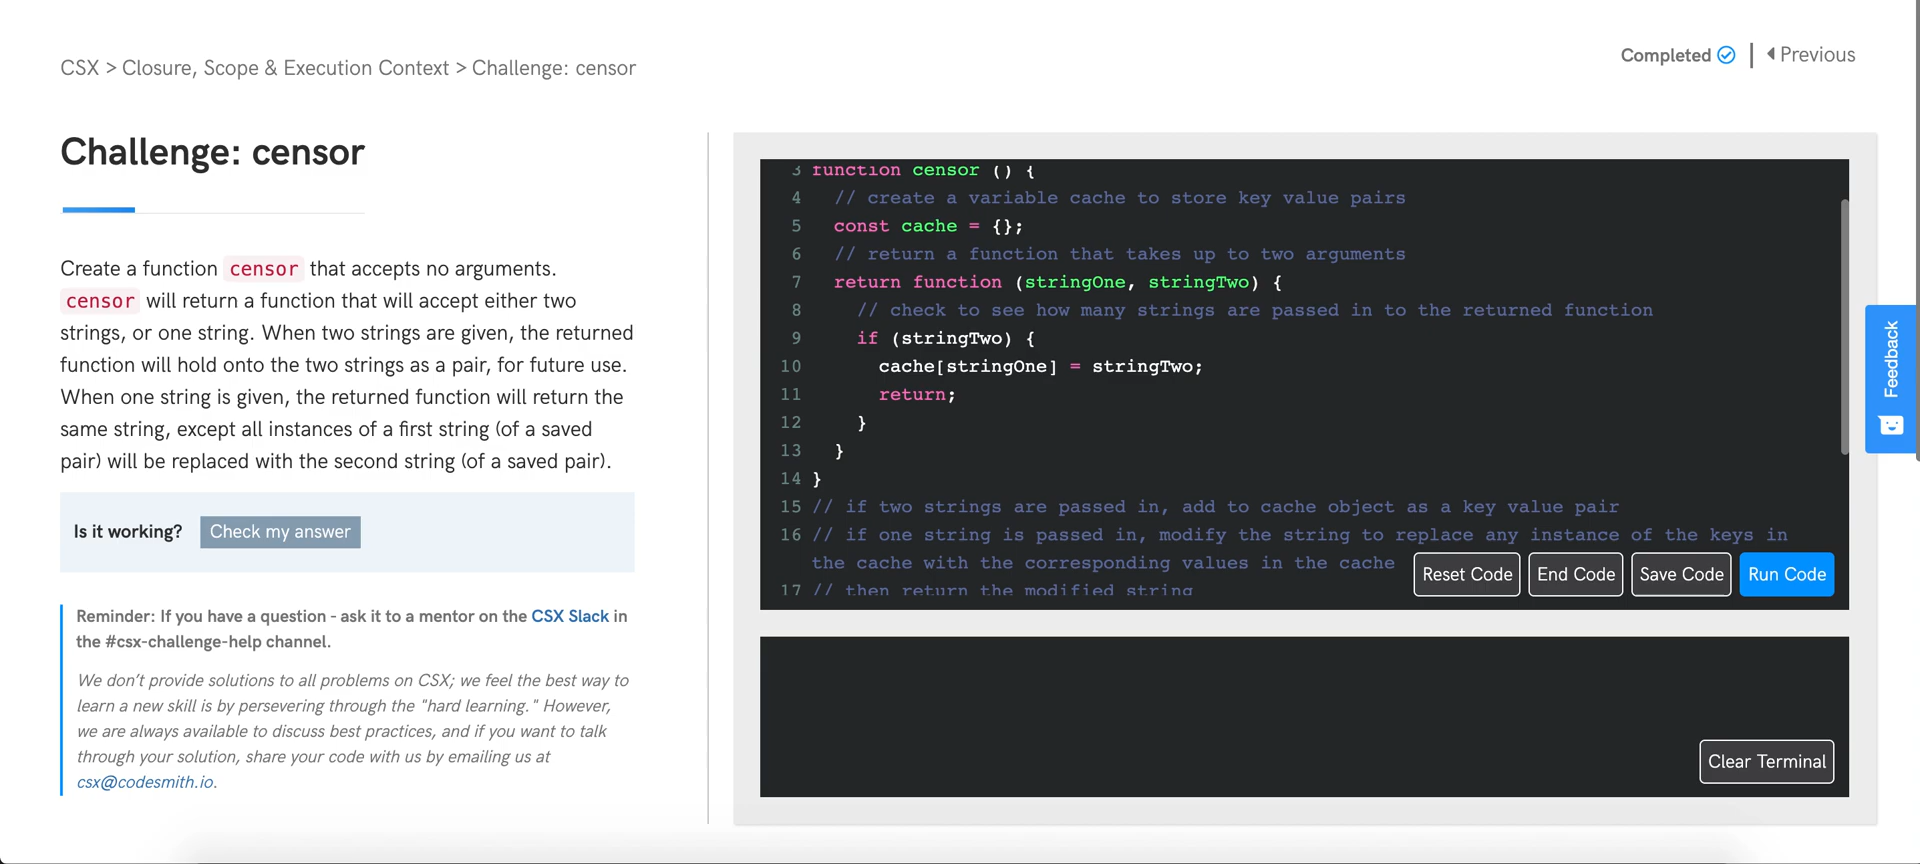 CSX > Closure, Scope & Execution Context > Challenge: censor
Completed | Previous
Challenge: censor
Create a function censor that accepts no arguments.
censor will return a function that will accept either two
strings, or one string. When two strings are given, the returned
function will hold onto the two strings as a pair, for future use.
When one string is given, the returned function will return the
same string, except all instances of a first string (of a saved
pair) will be replaced with the second string (of a saved pair).
Is it working? Check my answer
Reminder: If you have a question - ask it to a mentor on the CSX Slack in
the #csx-challenge-help channel.
We don't provide solutions to all problems on CSX; we feel the best way to
learn a new skill is by persevering through the "hard learning." However,
we are always available to discuss best practices, and if you want to talk
through your solution, share your code with us by emailing us at
csx@codesmith.io.
3 function censor () {
4 // create a variable cache to store key value pairs
5 const cache = {};
6 // return a function that takes up to two arguments
7 return function (stringOne, stringTwo) {
8 // check to see how many strings are passed in to the returned function
9 if (stringTwo) {
10 cache[stringOne] = stringTwo;
11 return;
12 }
13 }
14 }
15 // if two strings are passed in, add to cache object as a key value pair
16 // if one string is passed in, modify the string to replace any instance of the keys in
the cache with the corresponding values in the cache
17 // then return the modified string
Reset Code End Code Save Code Run Code
Clear Terminal
Feedback